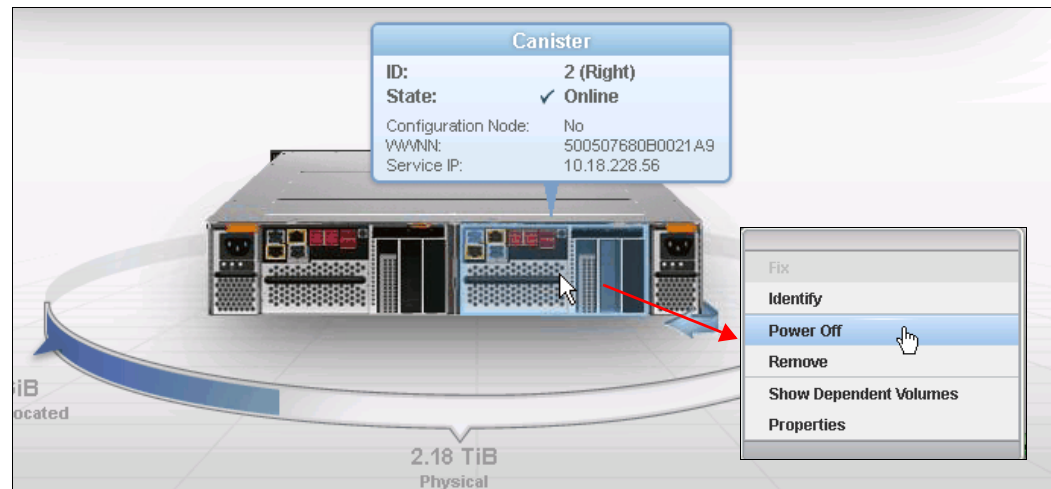 Canister
ID: 2 (Right)
State: ✓ Online
Configuration Node: No
WWNN: 500507680B0021A9
Service IP: 10.18.228.56
Fix
Identify
Power Off
Remove
Show Dependent Volumes
Properties
iB
ocated
2.18 TiB
Physical